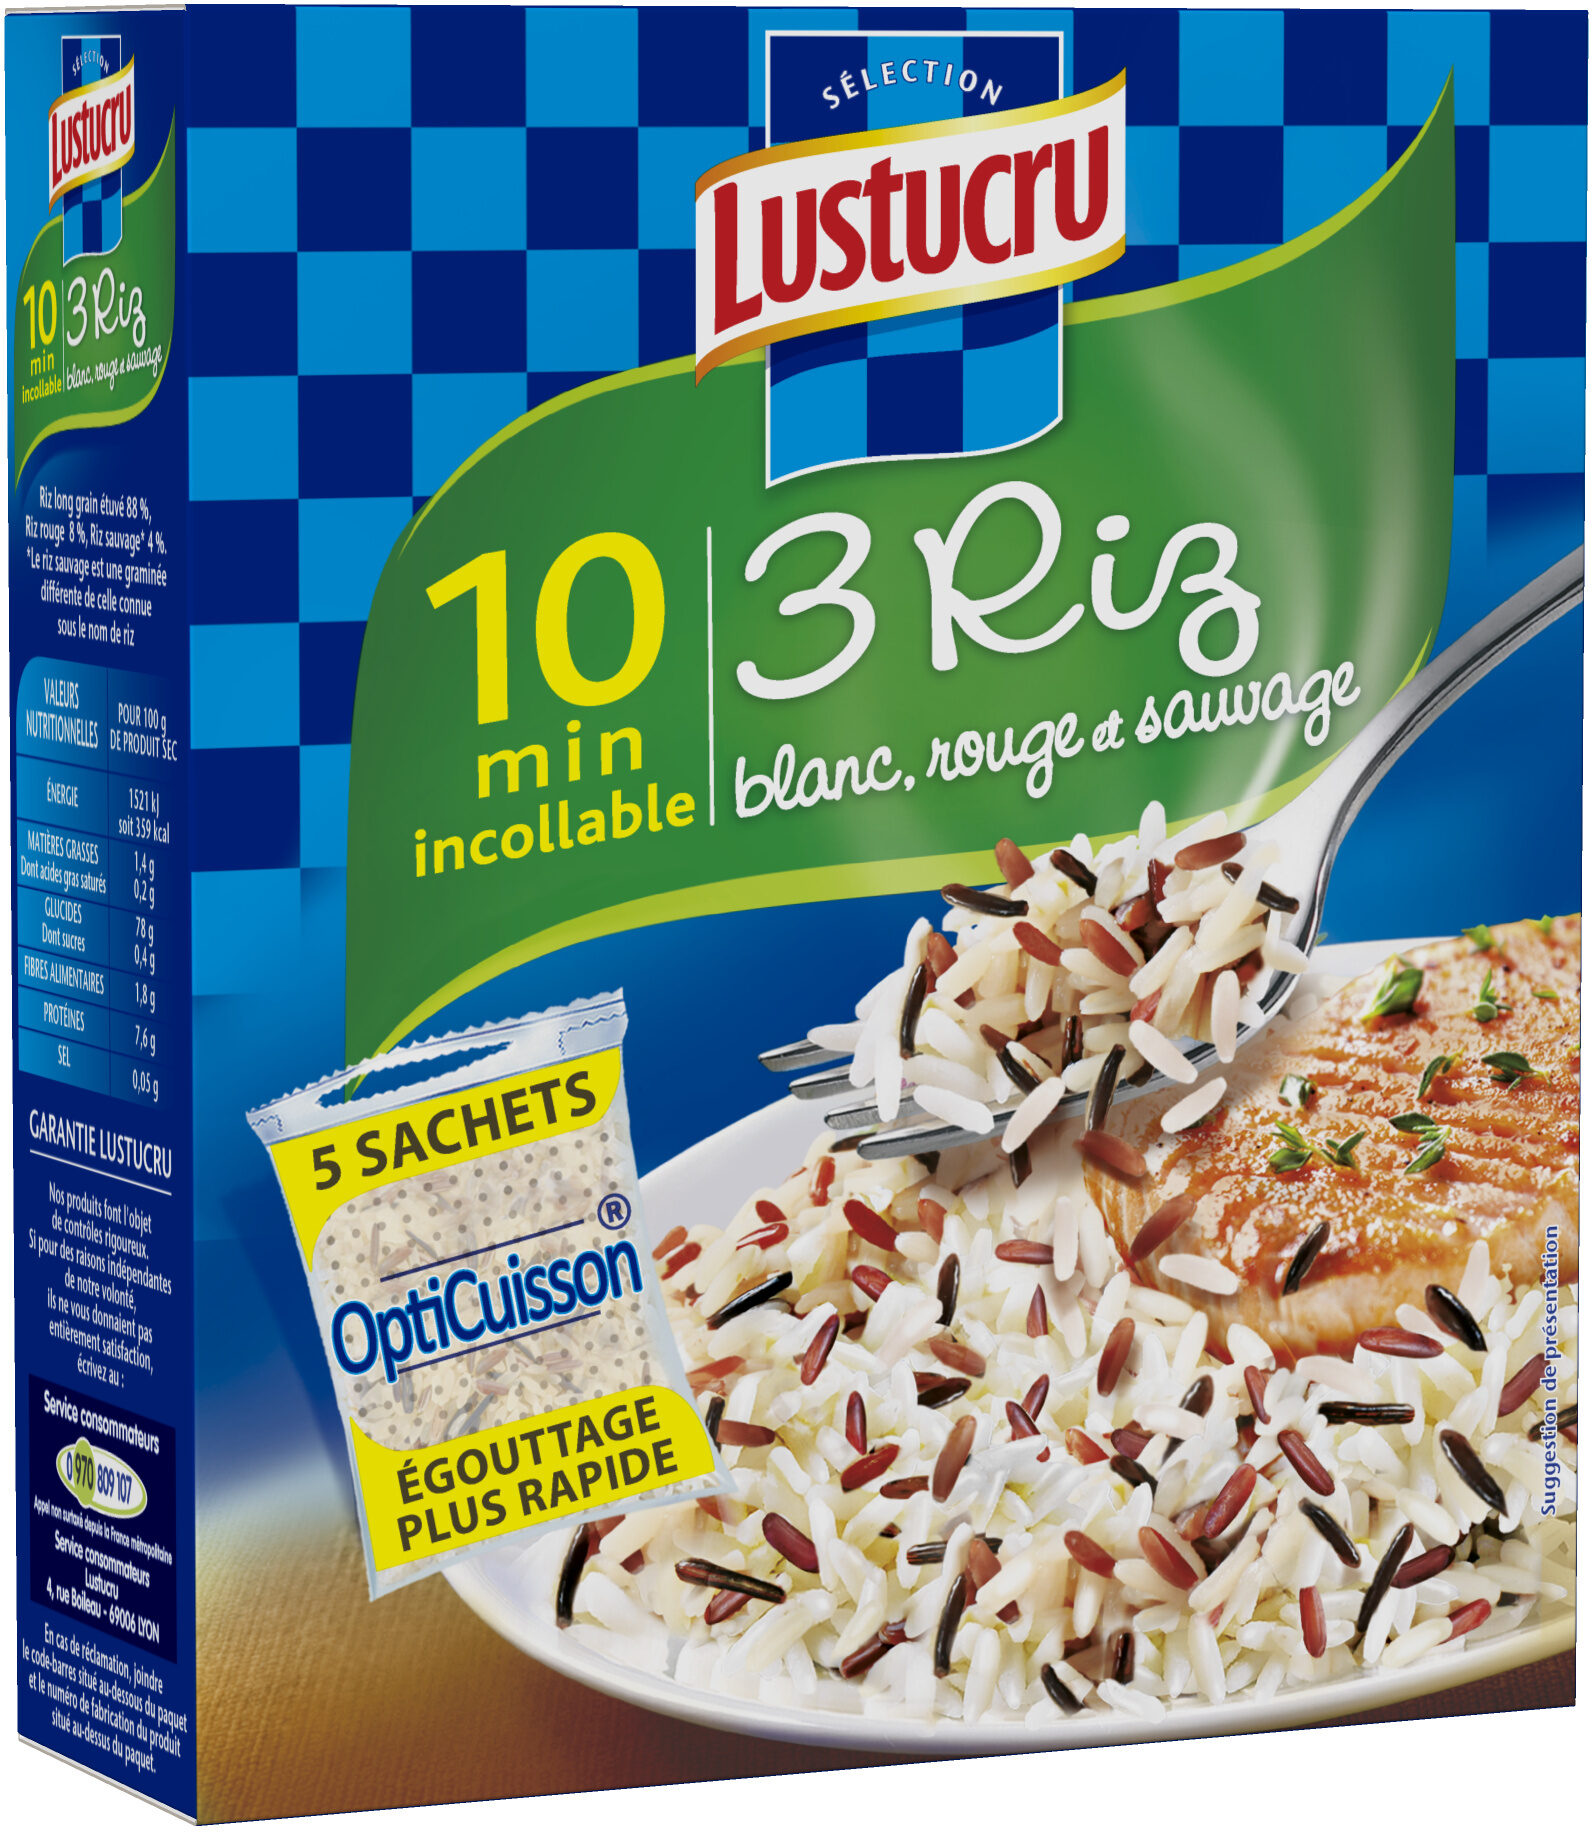 SÉLECTION
Lustucru
10
min
incollable
3 Riz
blanc, rouge et sauvage
Riz long grain étuvé 88 %,
Riz rouge 8 %, Riz sauvage* 4 %.
*Le riz sauvage est une graminée
différente de celle connue
sous le nom de riz
VALEURS
NUTRITIONNELLES
POUR 100 g
DE PRODUIT SEC
ÉNERGIE
1521 kJ
soit 359 kcal
MATIÈRES GRASSES 1,4 g
Dont acides gras saturés 0,2 g
GLUCIDES 78 g
Dont sucres 0,4 g
FIBRES ALIMENTAIRES 1,8 g
PROTÉINES 7,6 g
SEL 0,05 g
GARANTIE LUSTUCRU
Nos produits font l'objet
de contrôles rigoureux.
Si pour des raisons indépendantes
de notre volonté,
ils ne vous donnaient pas
entièrement satisfaction,
écrivez au :
Service consommateurs
0 970 809 107
Appel non surtaxé depuis la France métropolitaine
Service consommateurs
Lustucru
4, rue Boileau - 69006 LYON
En cas de réclamation, joindre
le code-barres situé au-dessous du paquet
et le numéro de fabrication du produit
situé au-dessus du paquet.
SÉLECTION
Lustucru
10
min
incollable
3 Riz
blanc, rouge et sauvage
5 SACHETS
OptiCuisson®
ÉGOUTTAGE
PLUS RAPIDE
Suggestion de présentation